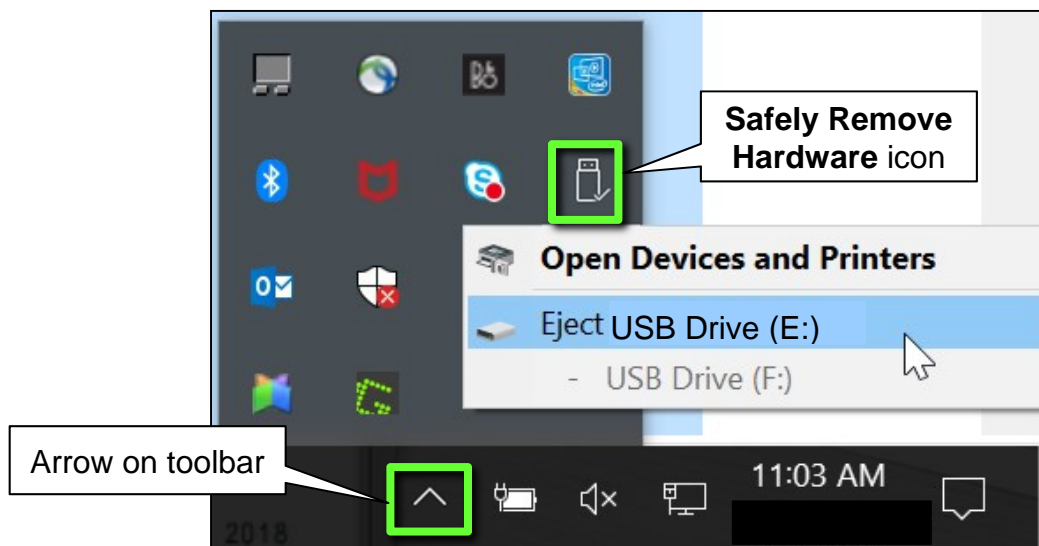 Safely Remove
Hardware icon
Open Devices and Printers
Eject USB Drive (E:)
- USB Drive (F:)
Arrow on toolbar
11:03 AM
2018